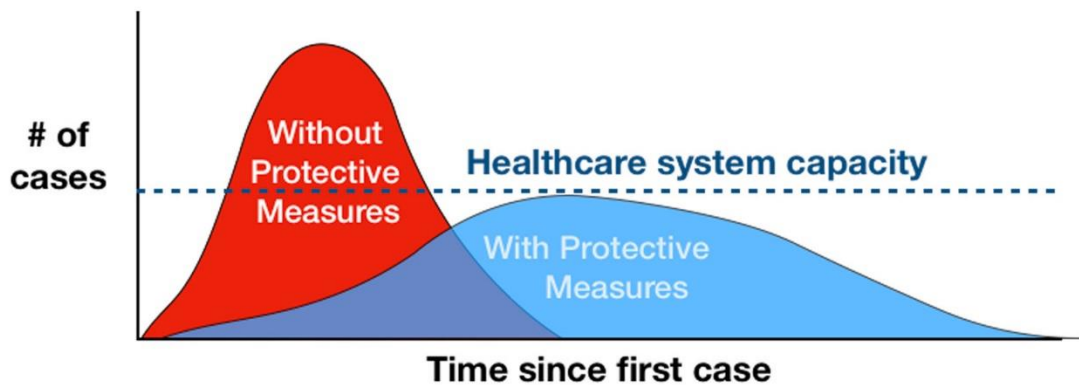 # of
cases
Without
Protective
Measures
Healthcare system capacity
With Protective
Measures
Time since first case